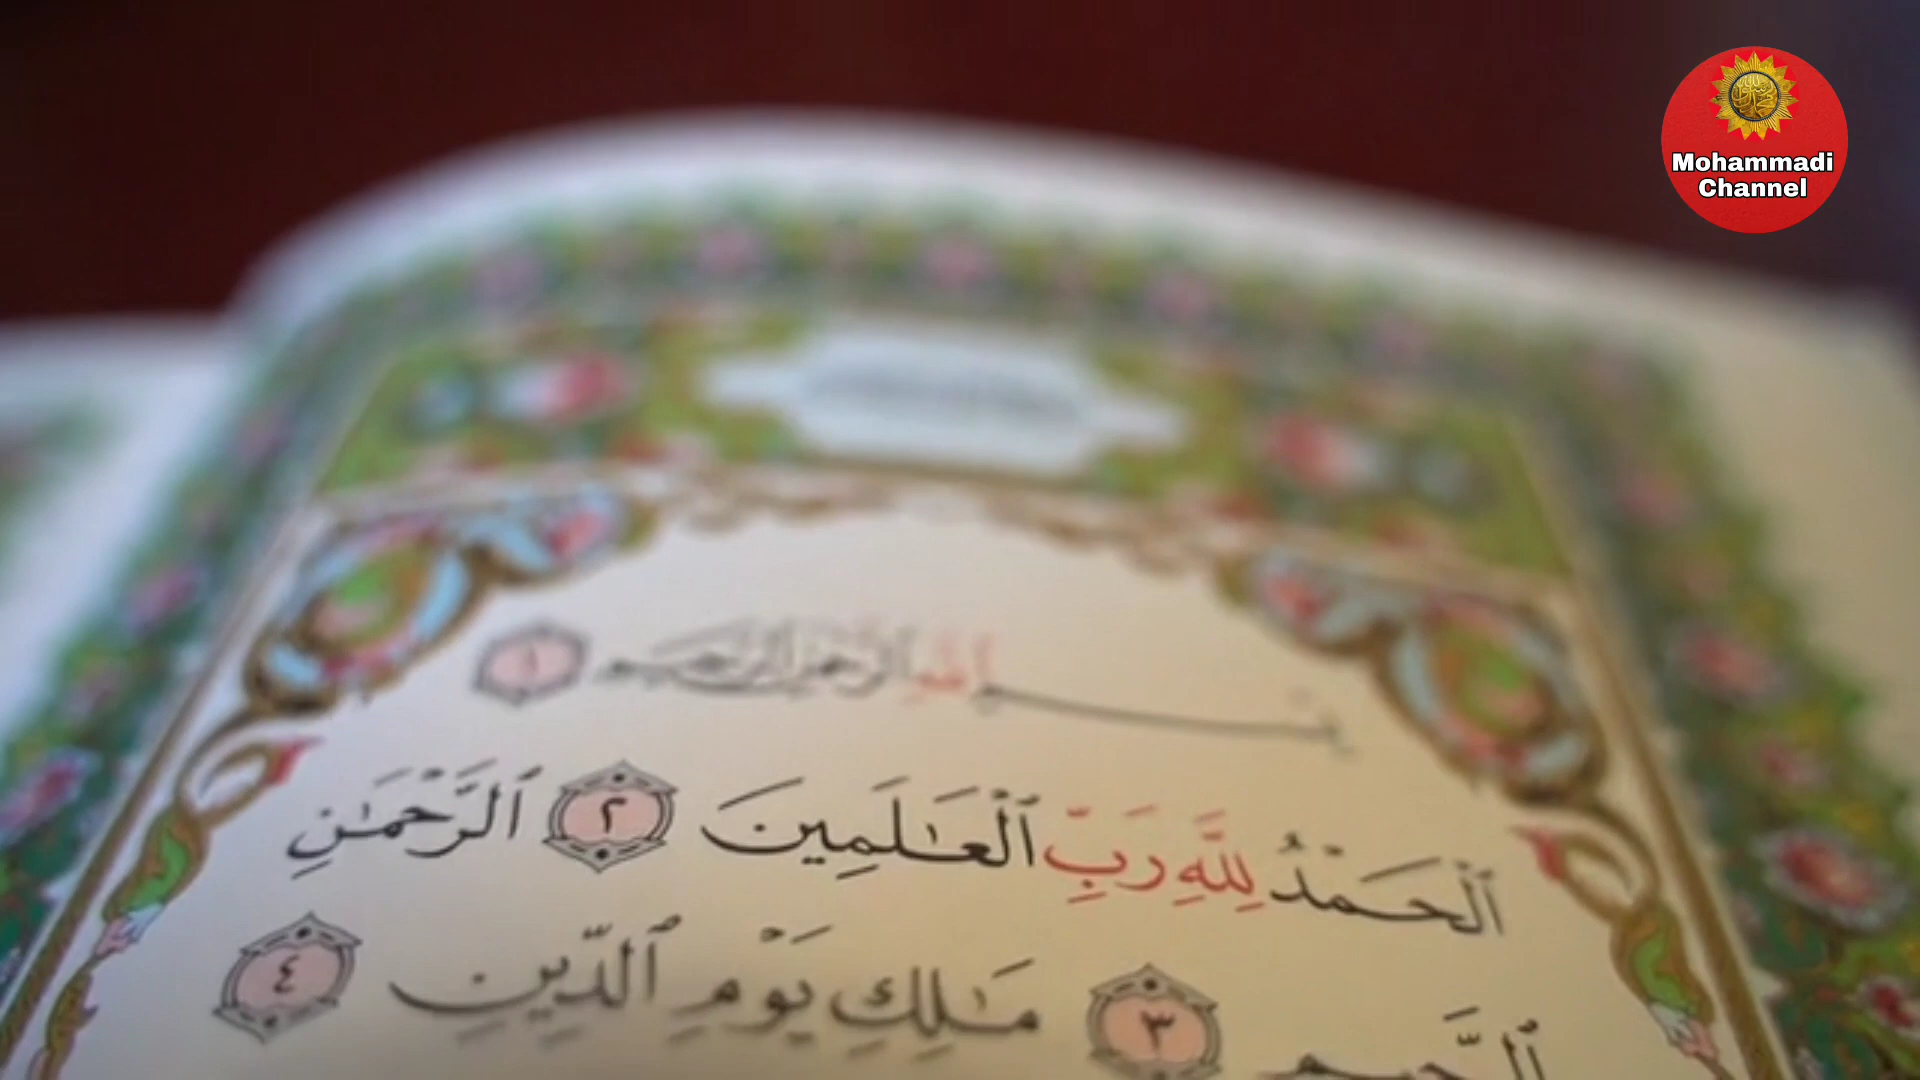 Mohammadi
Channel
بِسْمِ ٱللَّهِ ٱلرَّحْمَٰنِ ٱلرَّحِيمِ ١
ٱلْحَمْدُ لِلَّهِ رَبِّ ٱلْعَٰلَمِينَ ٢ ٱلرَّحْمَٰنِ
ٱلرَّحِيمِ ٣ مَٰلِكِ يَوْمِ ٱلدِّينِ ٤